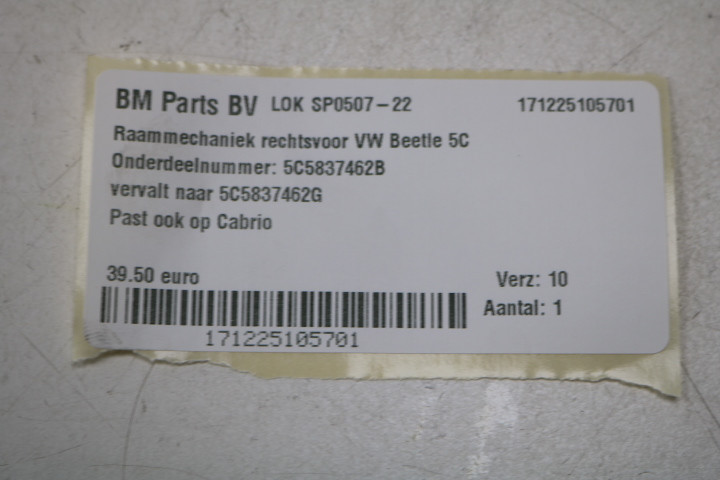 BM Parts BV LOK SP0507-22 171225105701
Raammechaniek rechtsvoor VW Beetle 5C
Onderdeelnummer: 5C5837462B
vervalt naar 5C5837462G
Past ook op Cabrio
39.50 euro Verz: 10
Aantal: 1
171225105701